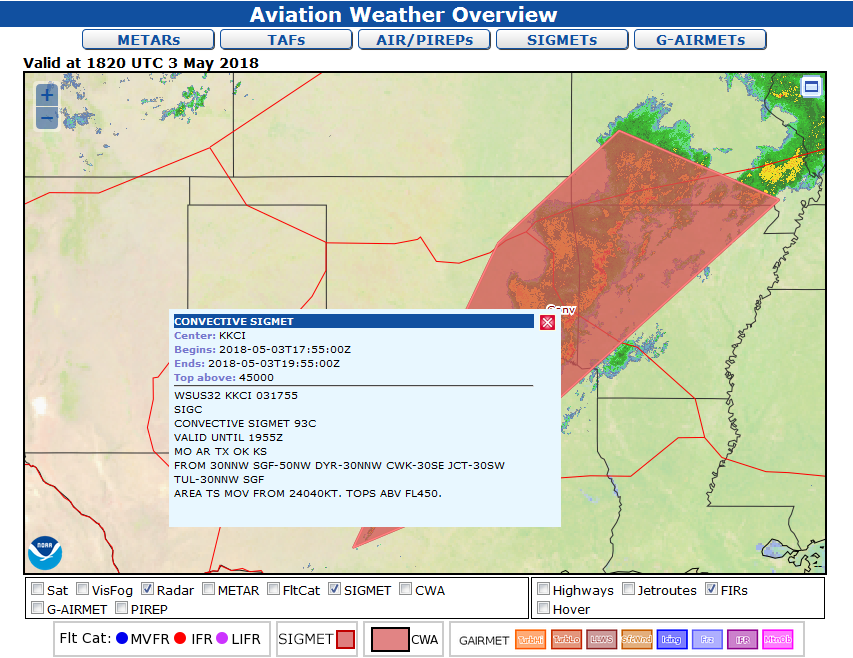 Aviation Weather Overview
METARs TAFs AIR/PIREPs SIGMETs G-AIRMETs
Valid at 1820 UTC 3 May 2018
+
−
Conv
CONVECTIVE SIGMET
Center: KKCI
Begins: 2018-05-03T17:55:00Z
Ends: 2018-05-03T19:55:00Z
Top above: 45000
WSUS32 KKCI 031755
SIGC
CONVECTIVE SIGMET 93C
VALID UNTIL 1955Z
MO AR TX OK KS
FROM 30NNW SGF-50NW DYR-30NNW CWK-30SE JCT-30SW
TUL-30NNW SGF
AREA TS MOV FROM 24040KT. TOPS ABV FL450.
NOAA
Sat VisFog Radar METAR FltCat SIGMET CWA
G-AIRMET PIREP
Highways Jetroutes FIRs
Hover
Flt Cat: MVFR IFR LIFR
SIGMET
CWA
GAIRMET TurbHi TurbLo LLWS SfcWnd Icing Frz IFR MtnOb